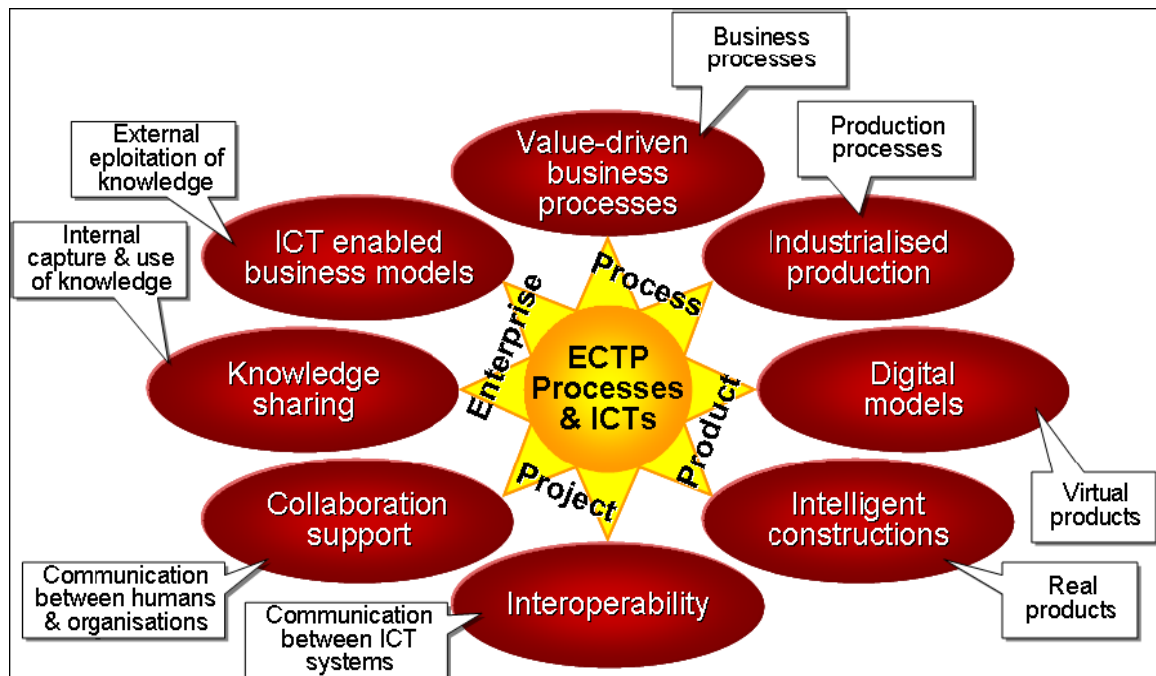 Business
processes
Value-driven
business
processes
Production
processes
Industrialised
production
External
eploitation of
knowledge
ICT enabled
business models
Internal
capture & use
of knowledge
Knowledge
sharing
Process
Enterprise
Product
Project
ECTP
Processes
& ICTs
Digital
models
Virtual
products
Intelligent
constructions
Real
products
Collaboration
support
Communication
between humans
& organisations
Interoperability
Communication
between ICT
systems